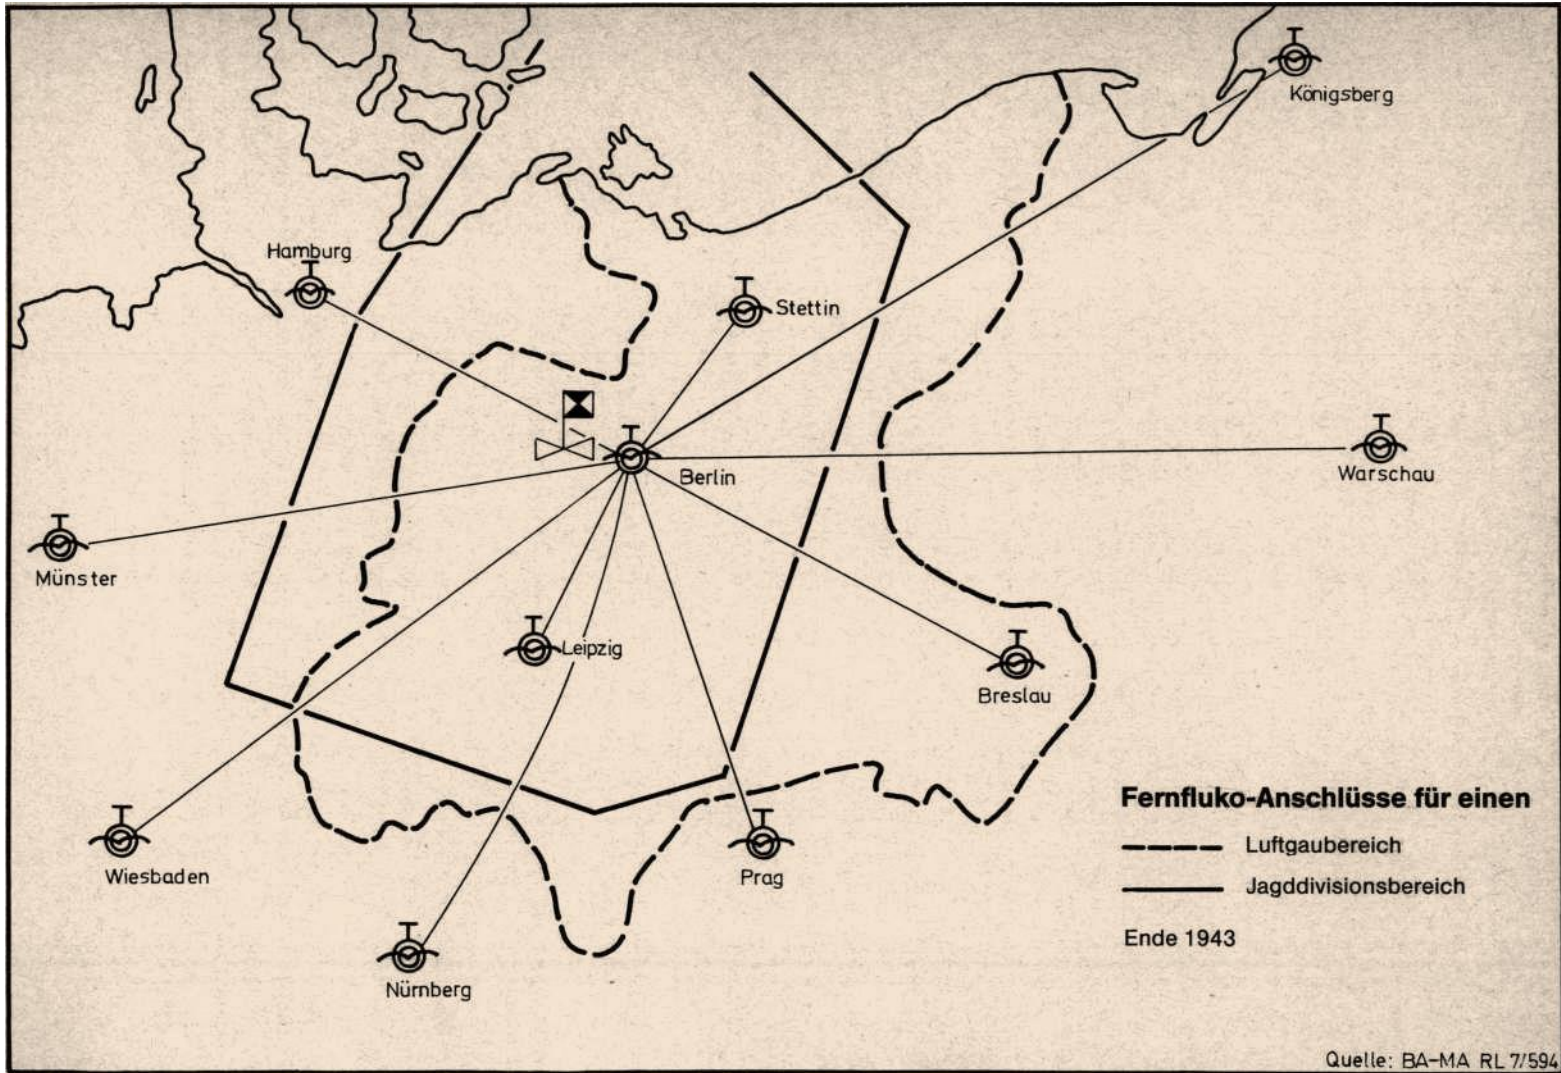 Königsberg
Hamburg
Stettin
Berlin
Warschau
Münster
Leipzig
Breslau
Wiesbaden
Prag
Nürnberg
Fernfluko-Anschlüsse für einen
Luftgaubereich
Jagddivisionsbereich
Ende 1943
Quelle: BA-MA RL 7/594